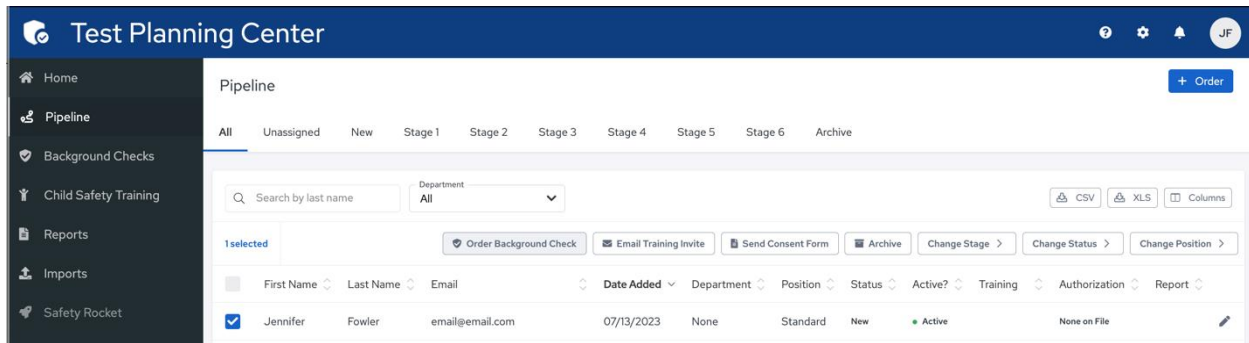 Test Planning Center
JF
Home
Pipeline
Background Checks
Child Safety Training
Reports
Imports
Safety Rocket
Pipeline
+ Order
All Unassigned New Stage 1 Stage 2 Stage 3 Stage 4 Stage 5 Stage 6 Archive
Search by last name
Department
All
CSV XLS Columns
1 selected Order Background Check Email Training Invite Send Consent Form Archive Change Stage > Change Status > Change Position >
First Name Last Name Email Date Added Department Position Status Active? Training Authorization Report
Jennifer Fowler email@email.com 07/13/2023 None Standard New Active None on File